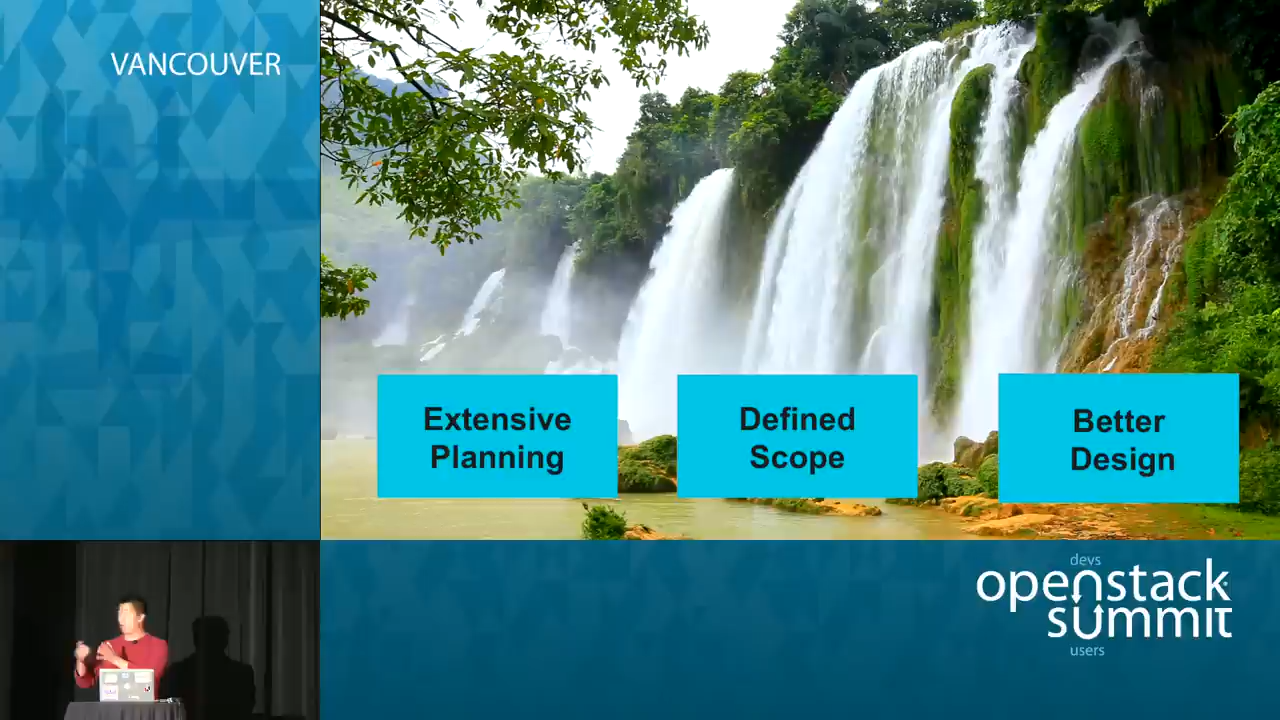 VANCOUVER
Extensive
Planning
Defined
Scope
Better
Design
devs
openstack
summit
users